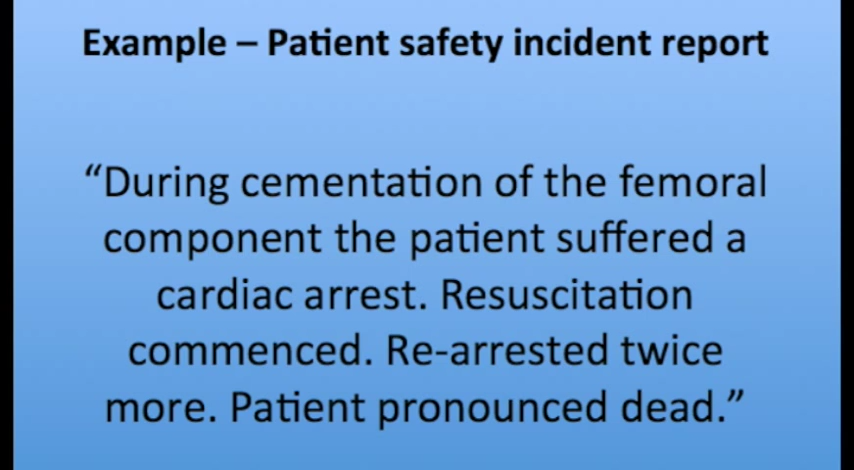 Example – Patient safety incident report
“During cementation of the femoral
component the patient suffered a
cardiac arrest. Resuscitation
commenced. Re-arrested twice
more. Patient pronounced dead.”